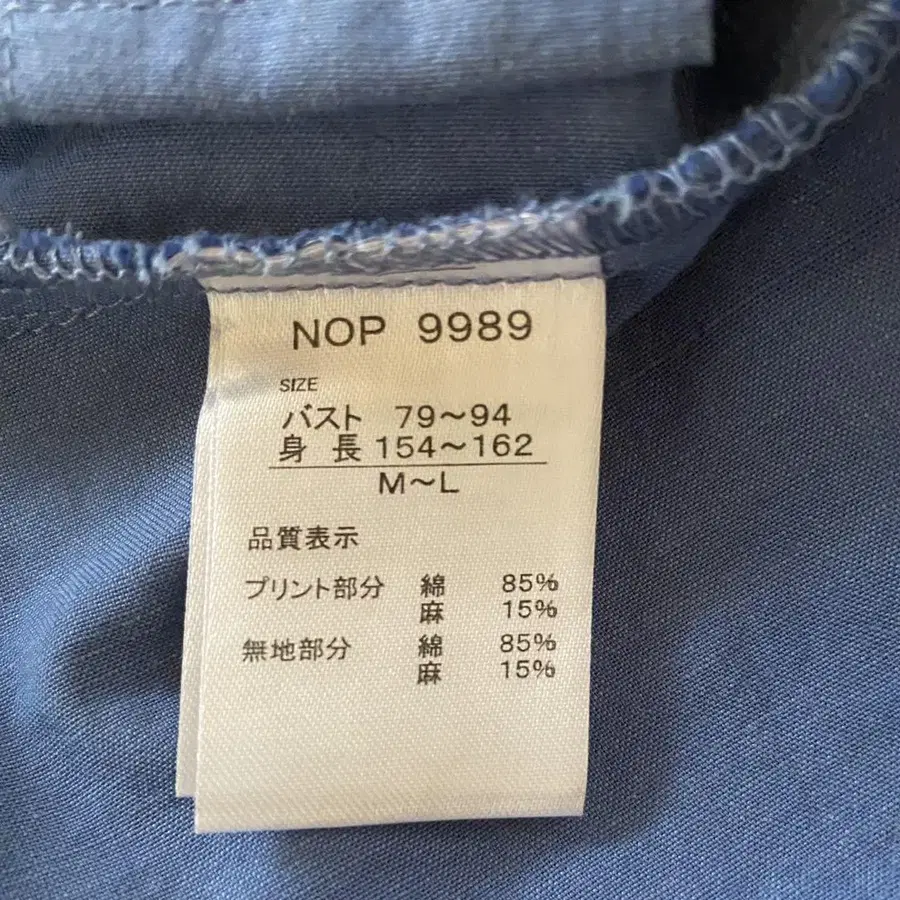 NOP 9989
SIZE
バスト 79～94
身 長 154～162
M～L
品質表示
プリント部分 綿 85%
麻 15%
無地部分 綿 85%
麻 15%